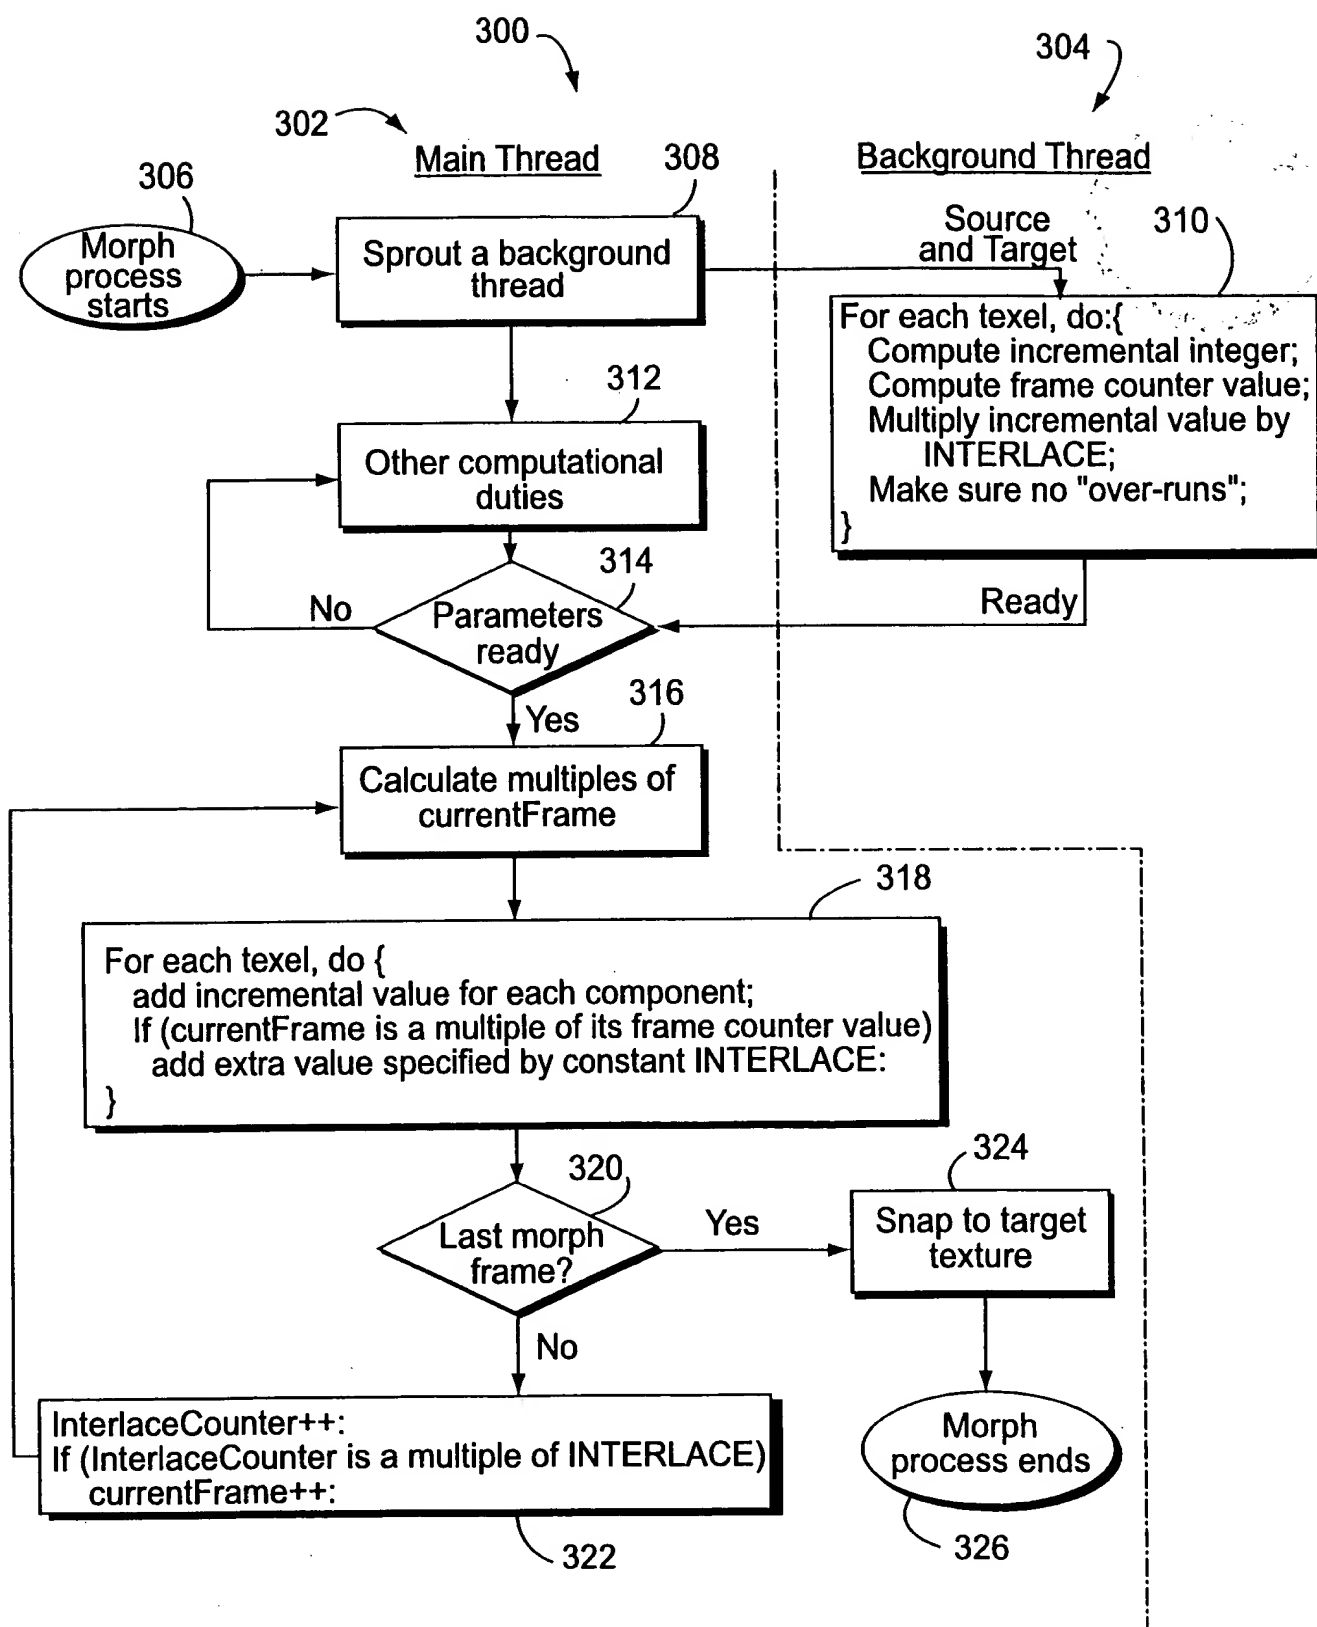 300
304
302
Main Thread
Background Thread
306
308
Morph
process
starts
Sprout a background
thread
Source
and Target
310
For each texel, do:{
Compute incremental integer;
Compute frame counter value;
Multiply incremental value by
INTERLACE;
Make sure no "over-runs";
}
312
Other computational
duties
314
No
Parameters
ready
Ready
Yes
316
Calculate multiples of
currentFrame
318
For each texel, do {
add incremental value for each component;
If (currentFrame is a multiple of its frame counter value)
add extra value specified by constant INTERLACE:
}
320
Last morph
frame?
Yes
324
Snap to target
texture
No
InterlaceCounter++:
If (InterlaceCounter is a multiple of INTERLACE)
currentFrame++:
322
Morph
process ends
326